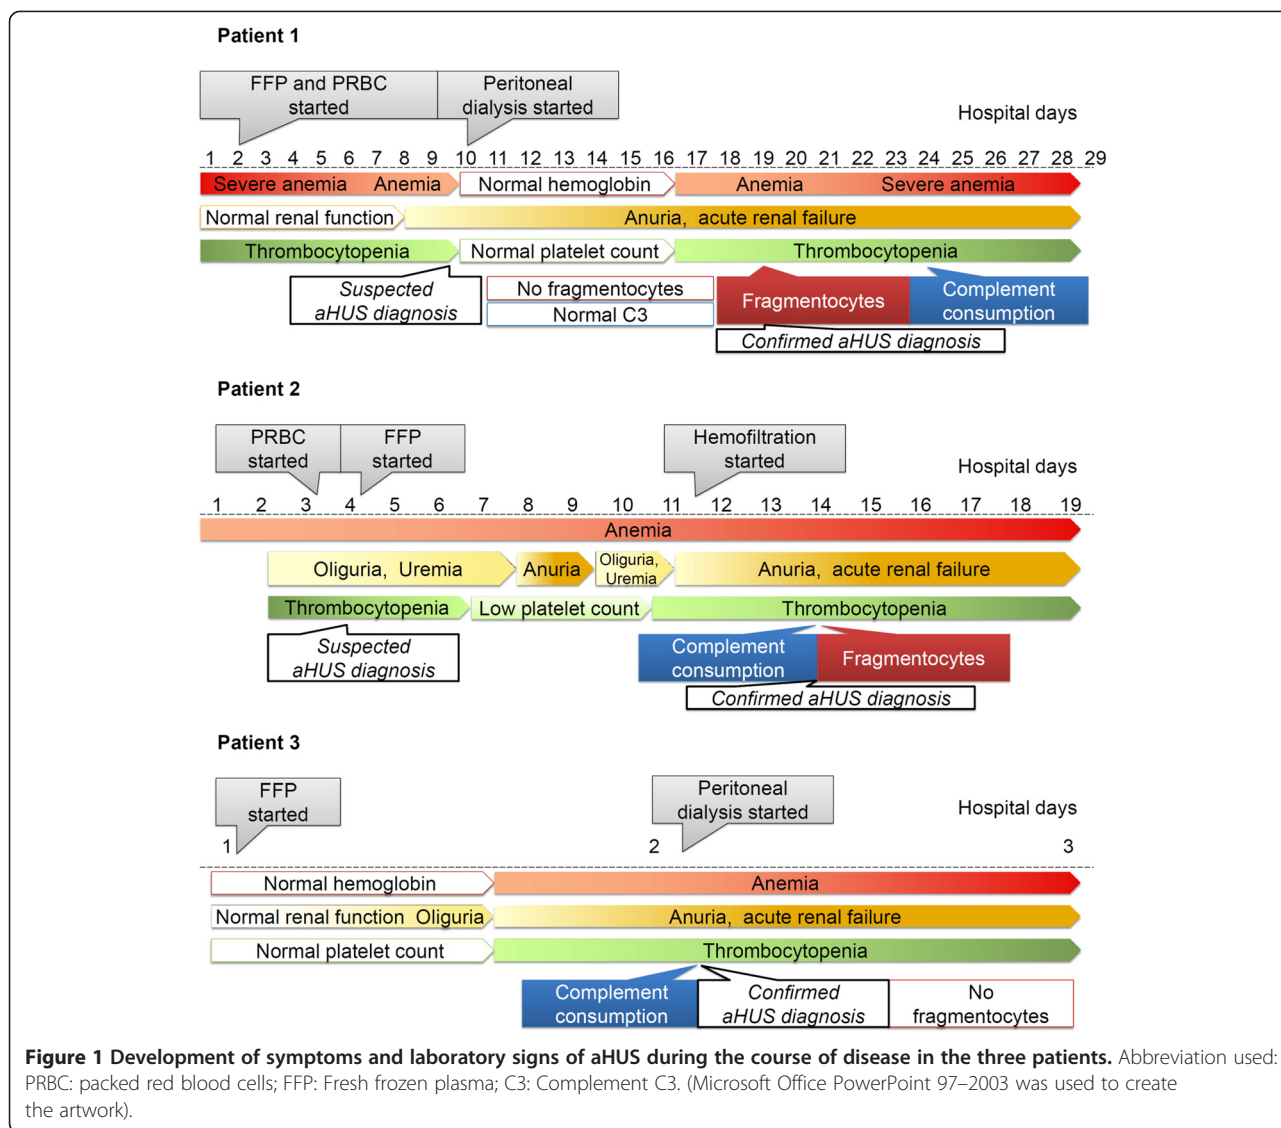 Patient 1
FFP and PRBC
started
Peritoneal
dialysis started
Hospital days
1 2 3 4 5 6 7 8 9 10 11 12 13 14 15 16 17 18 19 20 21 22 23 24 25 26 27 28 29
Severe anemia Anemia Normal hemoglobin Anemia Severe anemia
Normal renal function Anuria, acute renal failure
Thrombocytopenia Normal platelet count Thrombocytopenia
Suspected
aHUS diagnosis
No fragmentocytes
Normal C3
Fragmentocytes
Complement
consumption
Confirmed aHUS diagnosis
Patient 2
PRBC
started
FFP
started
Hemofiltration
started
Hospital days
1 2 3 4 5 6 7 8 9 10 11 12 13 14 15 16 17 18 19
Anemia
Oliguria, Uremia Anuria
Oliguria,
Uremia
Anuria, acute renal failure
Thrombocytopenia Low platelet count Thrombocytopenia
Suspected
aHUS diagnosis
Complement
consumption
Fragmentocytes
Confirmed aHUS diagnosis
Patient 3
FFP
started
Peritoneal
dialysis started
Hospital days
1 2 3
Normal hemoglobin Anemia
Normal renal function Oliguria Anuria, acute renal failure
Normal platelet count Thrombocytopenia
Complement
consumption
Confirmed
aHUS diagnosis
No
fragmentocytes
Figure 1 Development of symptoms and laboratory signs of aHUS during the course of disease in the three patients. Abbreviation used:
PRBC: packed red blood cells; FFP: Fresh frozen plasma; C3: Complement C3. (Microsoft Office PowerPoint 97–2003 was used to create
the artwork).